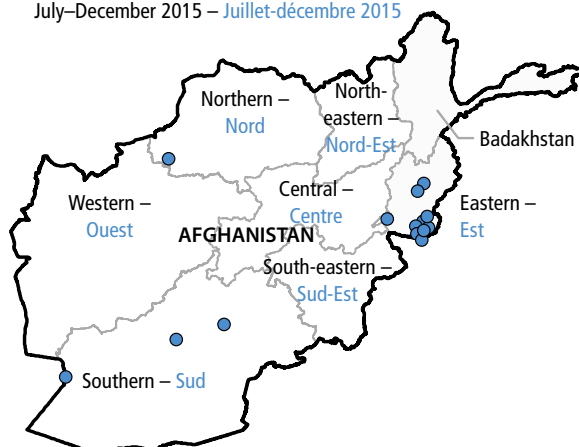 July–December 2015 – Juillet-décembre 2015
Northern –
Nord
North-
eastern –
Nord-Est
Badakhstan
Western –
Ouest
Central –
Centre
Eastern –
Est
AFGHANISTAN
South-eastern –
Sud-Est
Southern – Sud